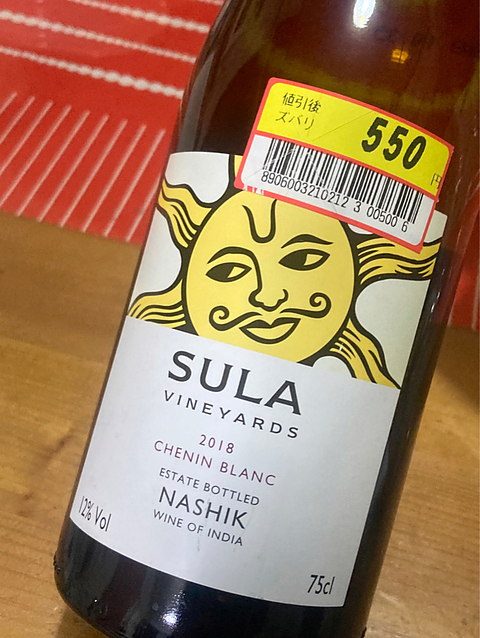 値引後
ズバリ
550
円
8906003210212 3 00500 6
SULA
VINEYARDS
2018
CHENIN BLANC
ESTATE BOTTLED
NASHIK
WINE OF INDIA
12% Vol
75cl